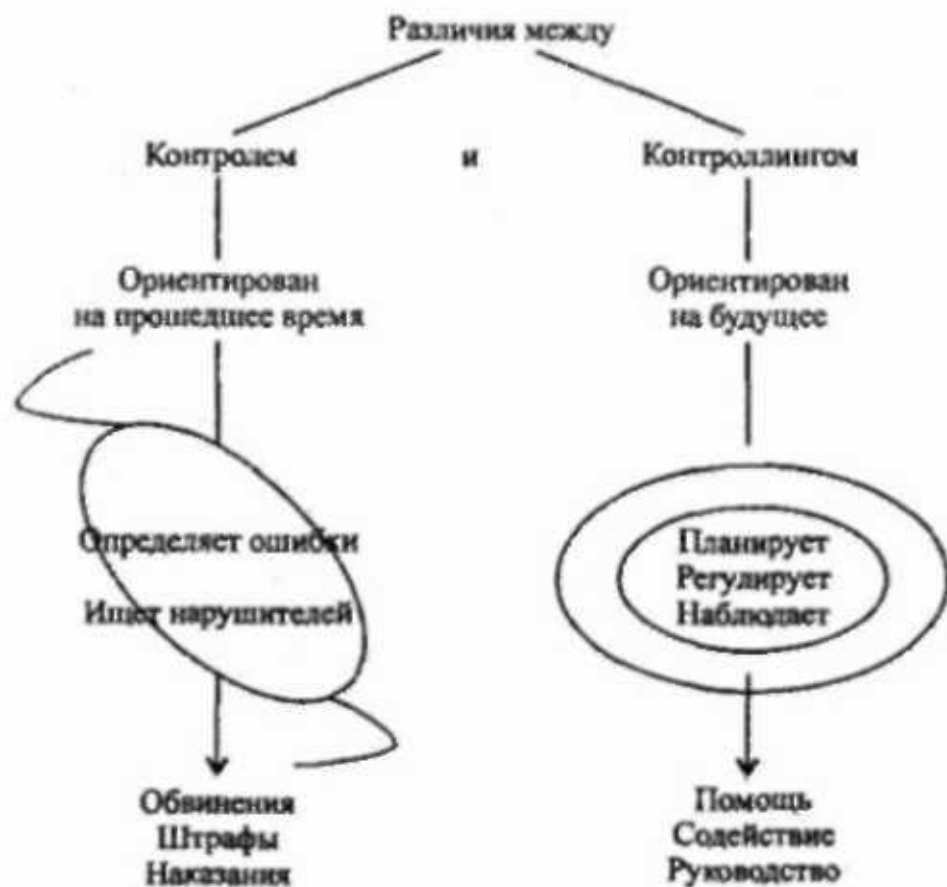 Различия между
Контролем и Контроллингом
Ориентирован
на прошедшее время
Ориентирован
на будущее
Определяет ошибки
Ищет нарушителей
Планирует
Регулирует
Наблюдает
Обвинения
Штрафы
Наказания
Помощь
Содействие
Руководство